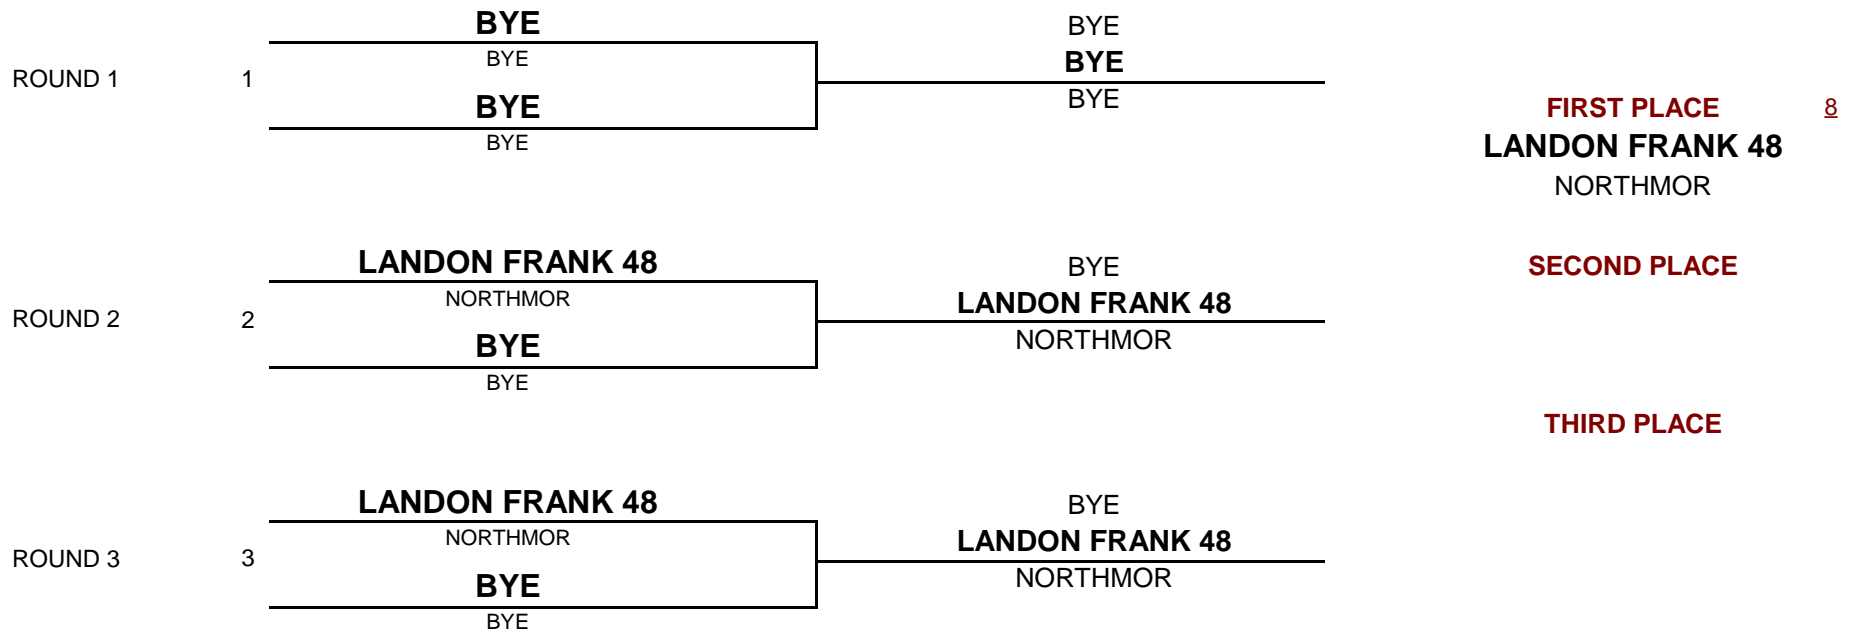 BYE
BYE
ROUND 1 1
BYE
BYE
BYE
BYE
BYE
FIRST PLACE 8
LANDON FRANK 48
NORTHMOR
LANDON FRANK 48
NORTHMOR
ROUND 2 2
BYE
BYE
BYE
LANDON FRANK 48
NORTHMOR
SECOND PLACE
THIRD PLACE
LANDON FRANK 48
NORTHMOR
ROUND 3 3
BYE
BYE
BYE
LANDON FRANK 48
NORTHMOR